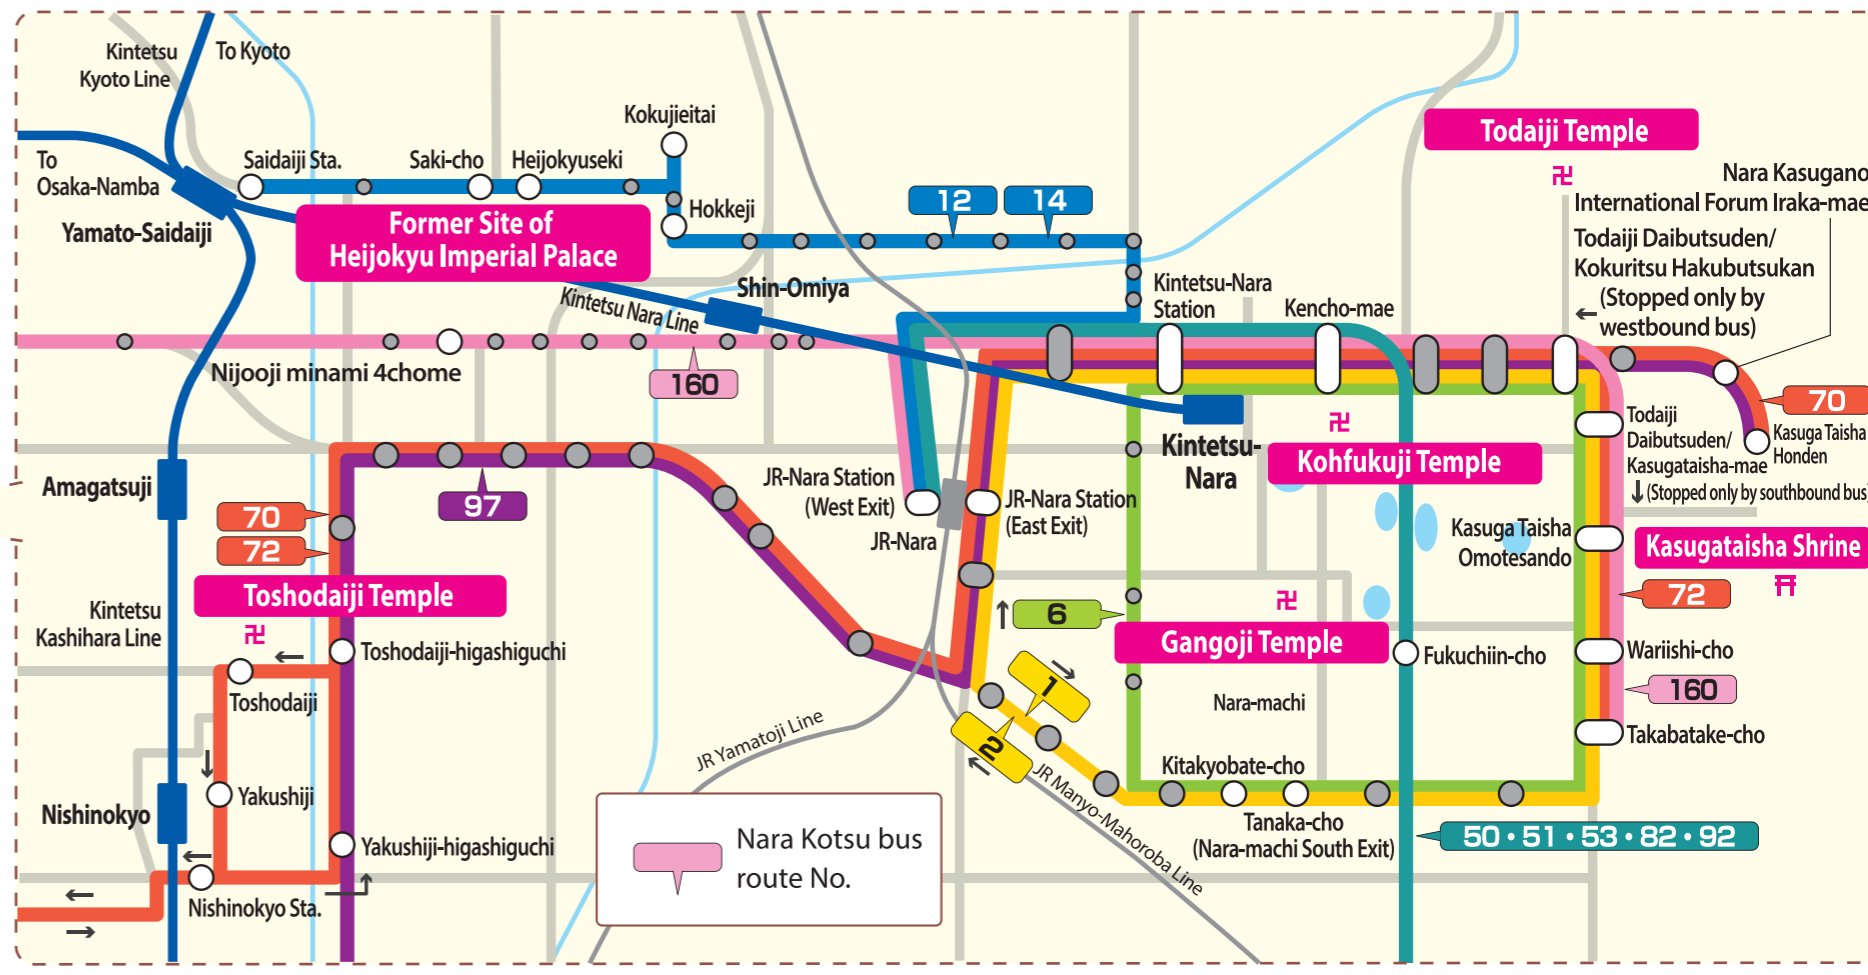 Kintetsu
Kyoto Line
To Kyoto
To
Osaka-Namba
Yamato-Saidaiji
Saidaiji Sta.
Saki-cho
Heijokyuseki
Kokujieitai
Hokkeji
Former Site of
Heijokyu Imperial Palace
12
14
Todaiji Temple
卍
Nara Kasugano
International Forum Iraka-mae
Todaiji Daibutsuden/
Kokuritsu Hakubutsukan
(Stopped only by
← westbound bus)
Shin-Omiya
Kintetsu Nara Line
Kintetsu-Nara
Station
Kencho-mae
Nijooji minami 4chome
160
70
Kasuga Taisha
Honden
Todaiji
Daibutsuden/
Kasugataisha-mae
↓ (Stopped only by southbound bus)
Kintetsu-
Nara
卍
Kohfukuji Temple
Amagatsuji
97
70
72
JR-Nara Station
(West Exit)
JR-Nara
JR-Nara Station
(East Exit)
Kasuga Taisha
Omotesando
Kasugataisha Shrine
72
Toshodaiji Temple
卍
Kintetsu
Kashihara Line
Toshodaiji-higashiguchi
←
Toshodaiji
↑
6
卍
Gangoji Temple
Fukuchiin-cho
Wariishi-cho
160
Takabatake-cho
Nara-machi
→
1
2
←
JR Yamatoji Line
JR Manyo-Mahoroba Line
Kitakyobate-cho
Tanaka-cho
(Nara-machi South Exit)
50・51・53・82・92
↓
Yakushiji
Nishinokyo
Yakushiji-higashiguchi
←
Nishinokyo Sta.
←
→
Nara Kotsu bus
route No.